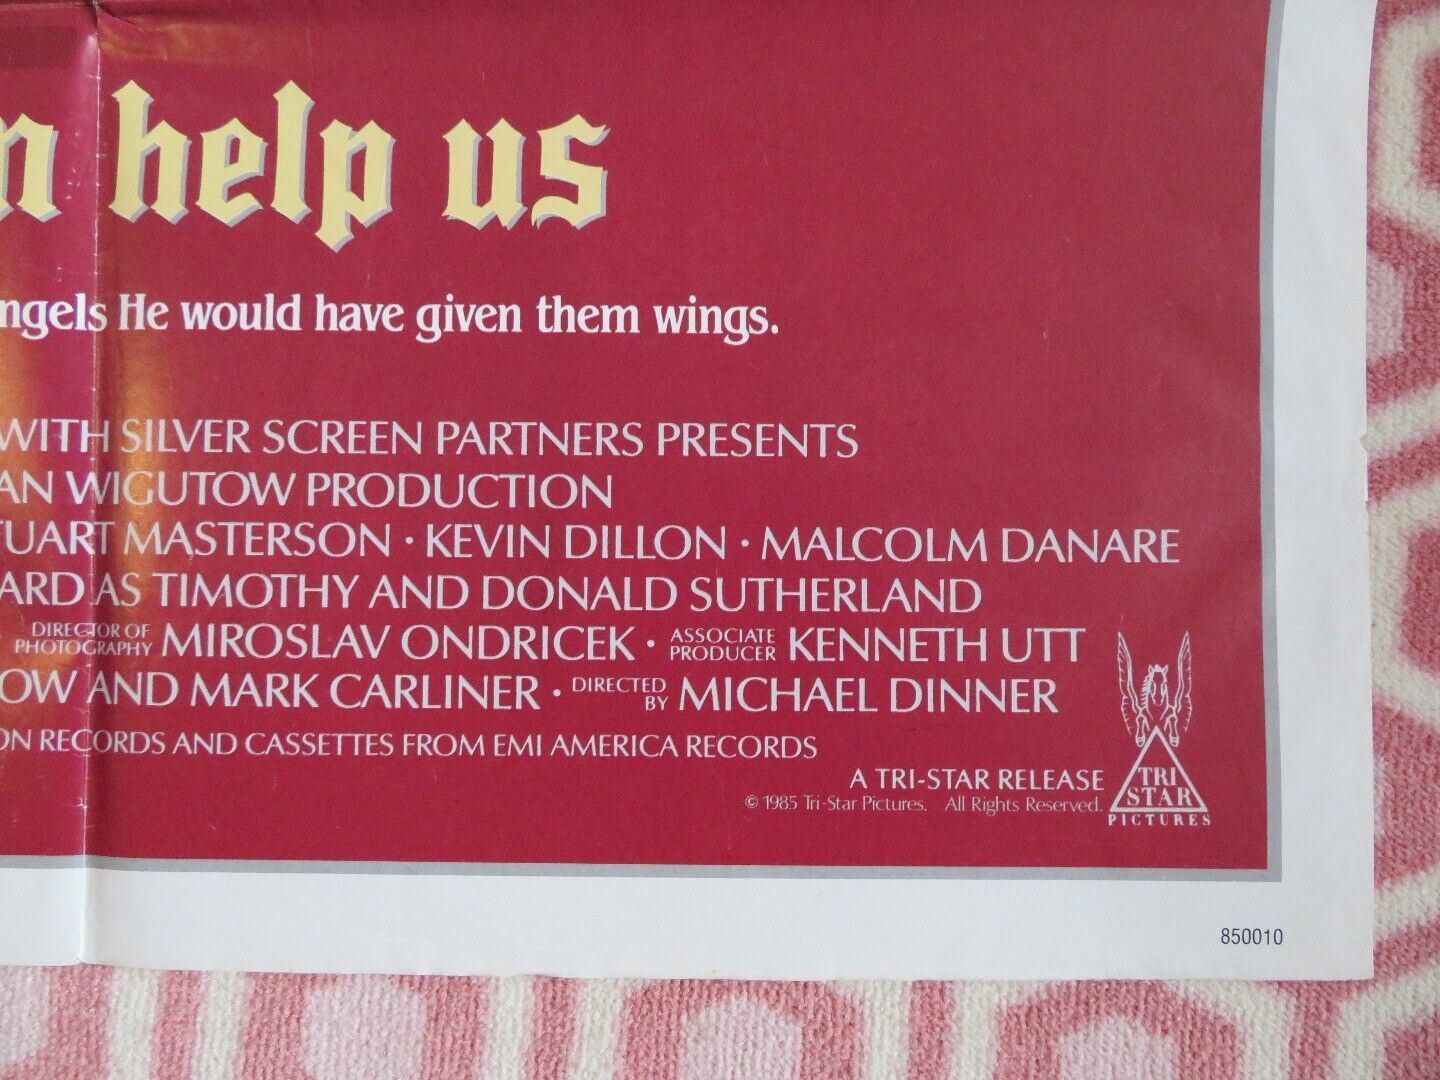 n help us
ngels He would have given them wings.
WITH SILVER SCREEN PARTNERS PRESENTS
AN WIGUTOW PRODUCTION
TUART MASTERSON · KEVIN DILLON · MALCOLM DANARE
ARD AS TIMOTHY AND DONALD SUTHERLAND
DIRECTOR OF PHOTOGRAPHY MIROSLAV ONDRICEK · ASSOCIATE PRODUCER KENNETH UTT
OW AND MARK CARLINER · DIRECTED BY MICHAEL DINNER
ON RECORDS AND CASSETTES FROM EMI AMERICA RECORDS
A TRI-STAR RELEASE
© 1985 Tri-Star Pictures. All Rights Reserved.
TRI
STAR
PICTURES
850010